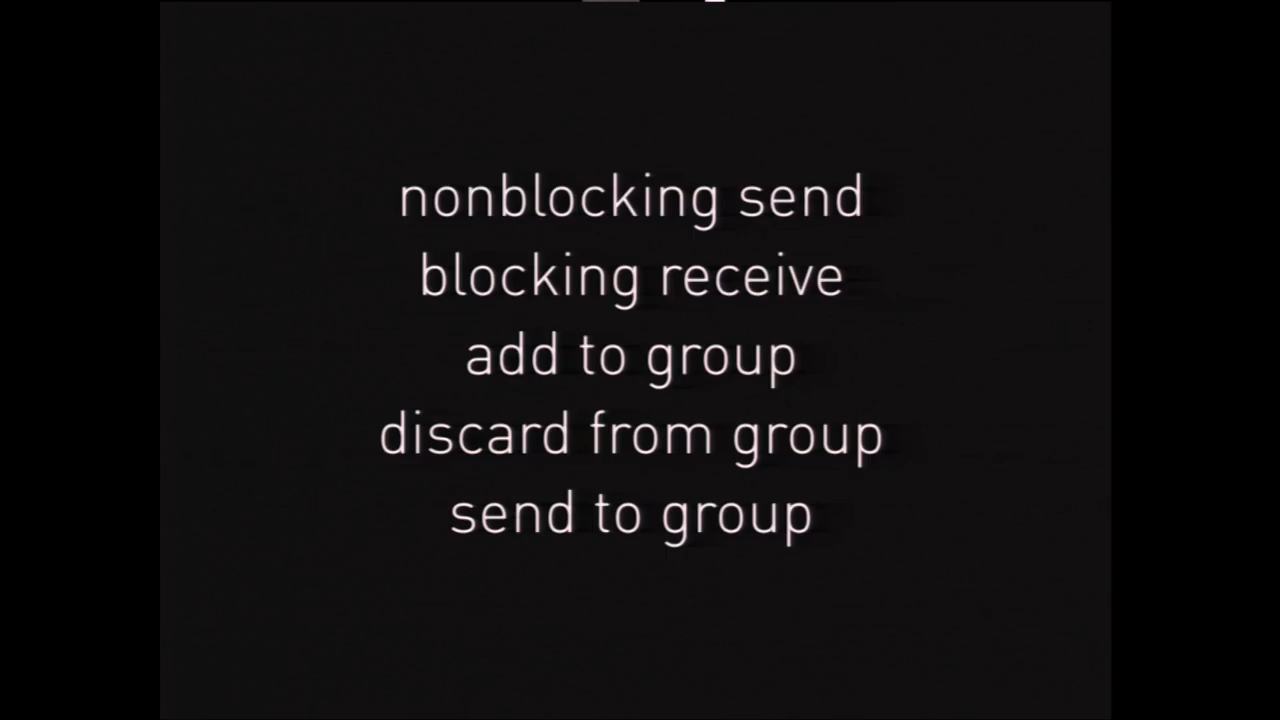 nonblocking send
blocking receive
add to group
discard from group
send to group